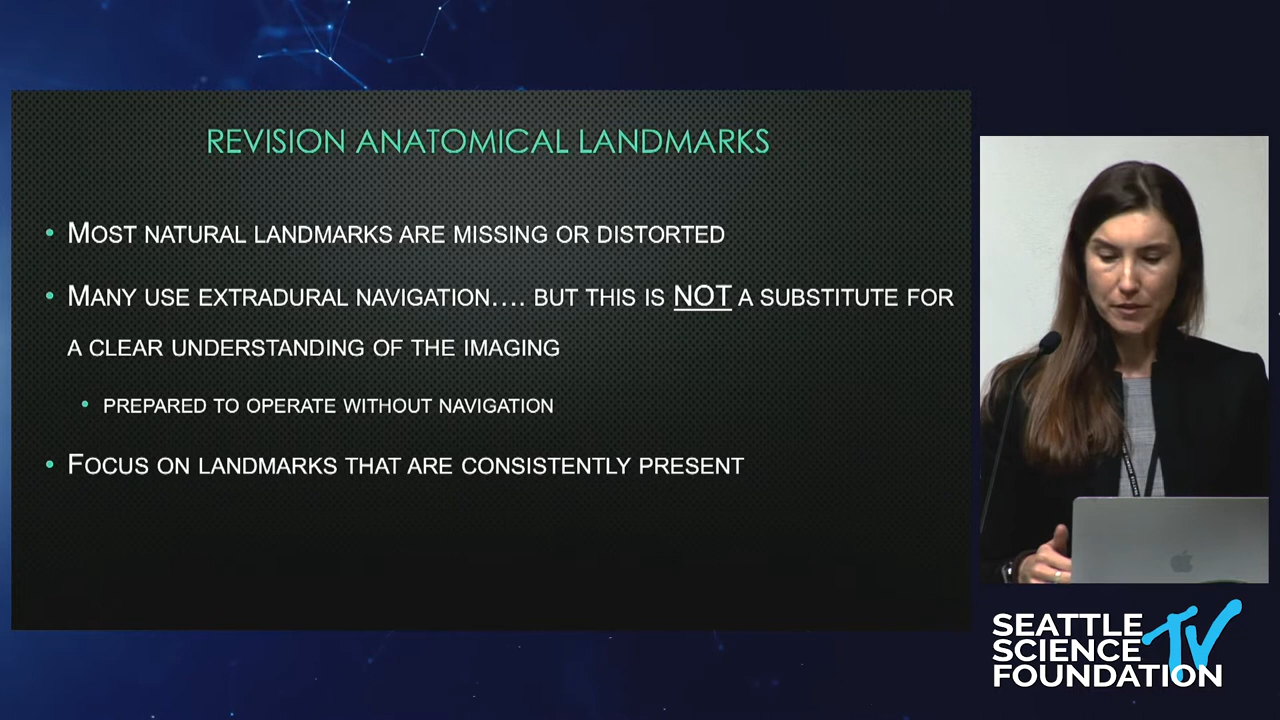 REVISION ANATOMICAL LANDMARKS
• MOST NATURAL LANDMARKS ARE MISSING OR DISTORTED
• MANY USE EXTRADURAL NAVIGATION…. BUT THIS IS NOT A SUBSTITUTE FOR
A CLEAR UNDERSTANDING OF THE IMAGING
• PREPARED TO OPERATE WITHOUT NAVIGATION
• FOCUS ON LANDMARKS THAT ARE CONSISTENTLY PRESENT
SEATTLE
SCIENCE TV
FOUNDATION